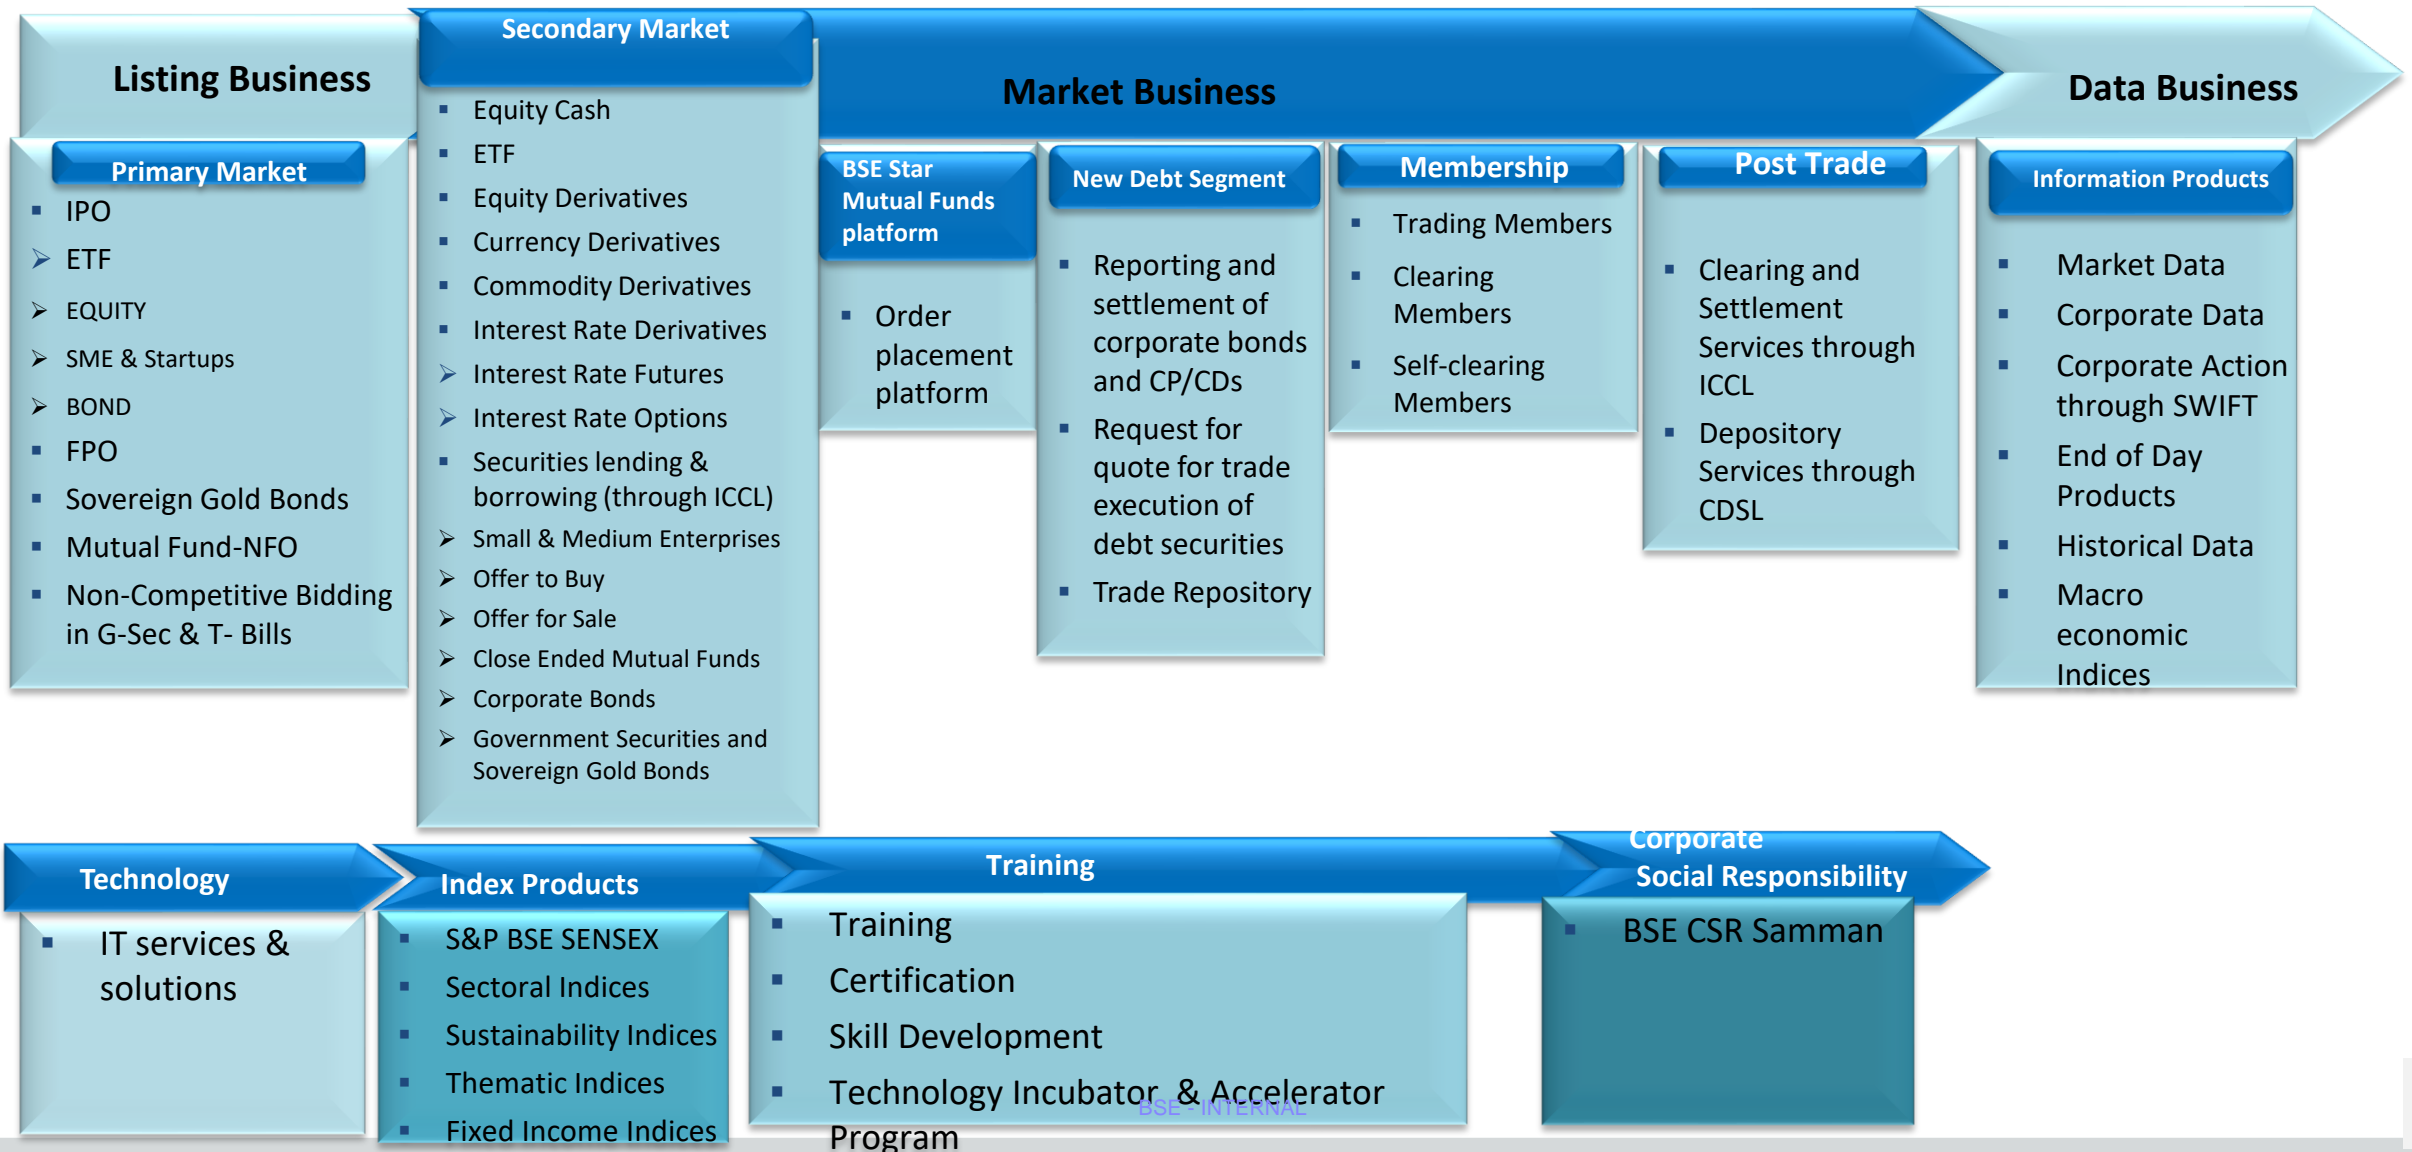 Listing Business
Market Business
Data Business
Primary Market
IPO
ETF
EQUITY
SME & Startups
BOND
FPO
Sovereign Gold Bonds
Mutual Fund-NFO
Non-Competitive Bidding
in G-Sec & T- Bills
Secondary Market
Equity Cash
ETF
Equity Derivatives
Currency Derivatives
Commodity Derivatives
Interest Rate Derivatives
Interest Rate Futures
Interest Rate Options
Securities lending &
borrowing (through ICCL)
Small & Medium Enterprises
Offer to Buy
Offer for Sale
Close Ended Mutual Funds
Corporate Bonds
Government Securities and
Sovereign Gold Bonds
BSE Star
Mutual Funds
platform
Order
placement
platform
New Debt Segment
Reporting and
settlement of
corporate bonds
and CP/CDs
Request for
quote for trade
execution of
debt securities
Trade Repository
Membership
Trading Members
Clearing
Members
Self-clearing
Members
Post Trade
Clearing and
Settlement
Services through
ICCL
Depository
Services through
CDSL
Information Products
Market Data
Corporate Data
Corporate Action
through SWIFT
End of Day
Products
Historical Data
Macro
economic
Indices
Technology
IT services &
solutions
Index Products
S&P BSE SENSEX
Sectoral Indices
Sustainability Indices
Thematic Indices
Fixed Income Indices
Training
Training
Certification
Skill Development
Technology Incubator & Accelerator
Program
Corporate
Social Responsibility
BSE CSR Samman
BSE - INTERNAL